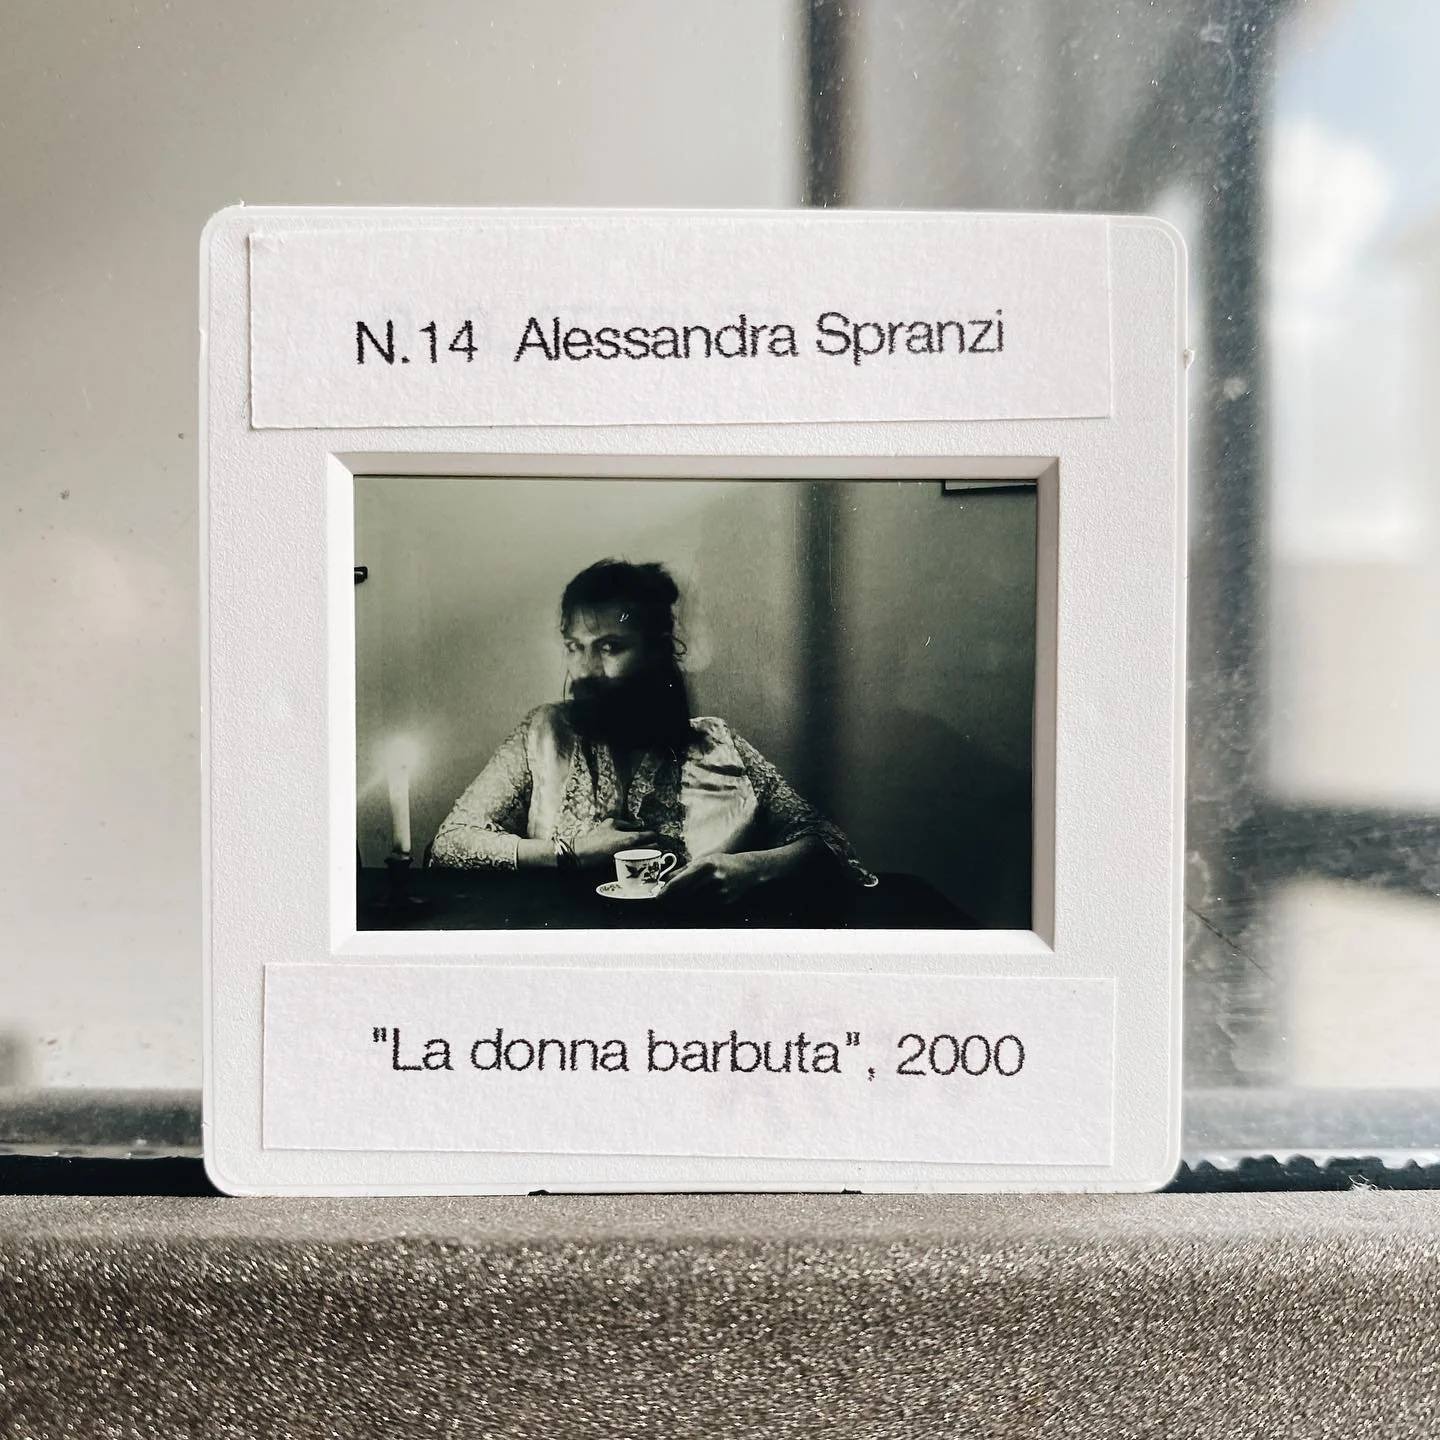 N.14 Alessandra Spranzi
"La donna barbuta", 2000